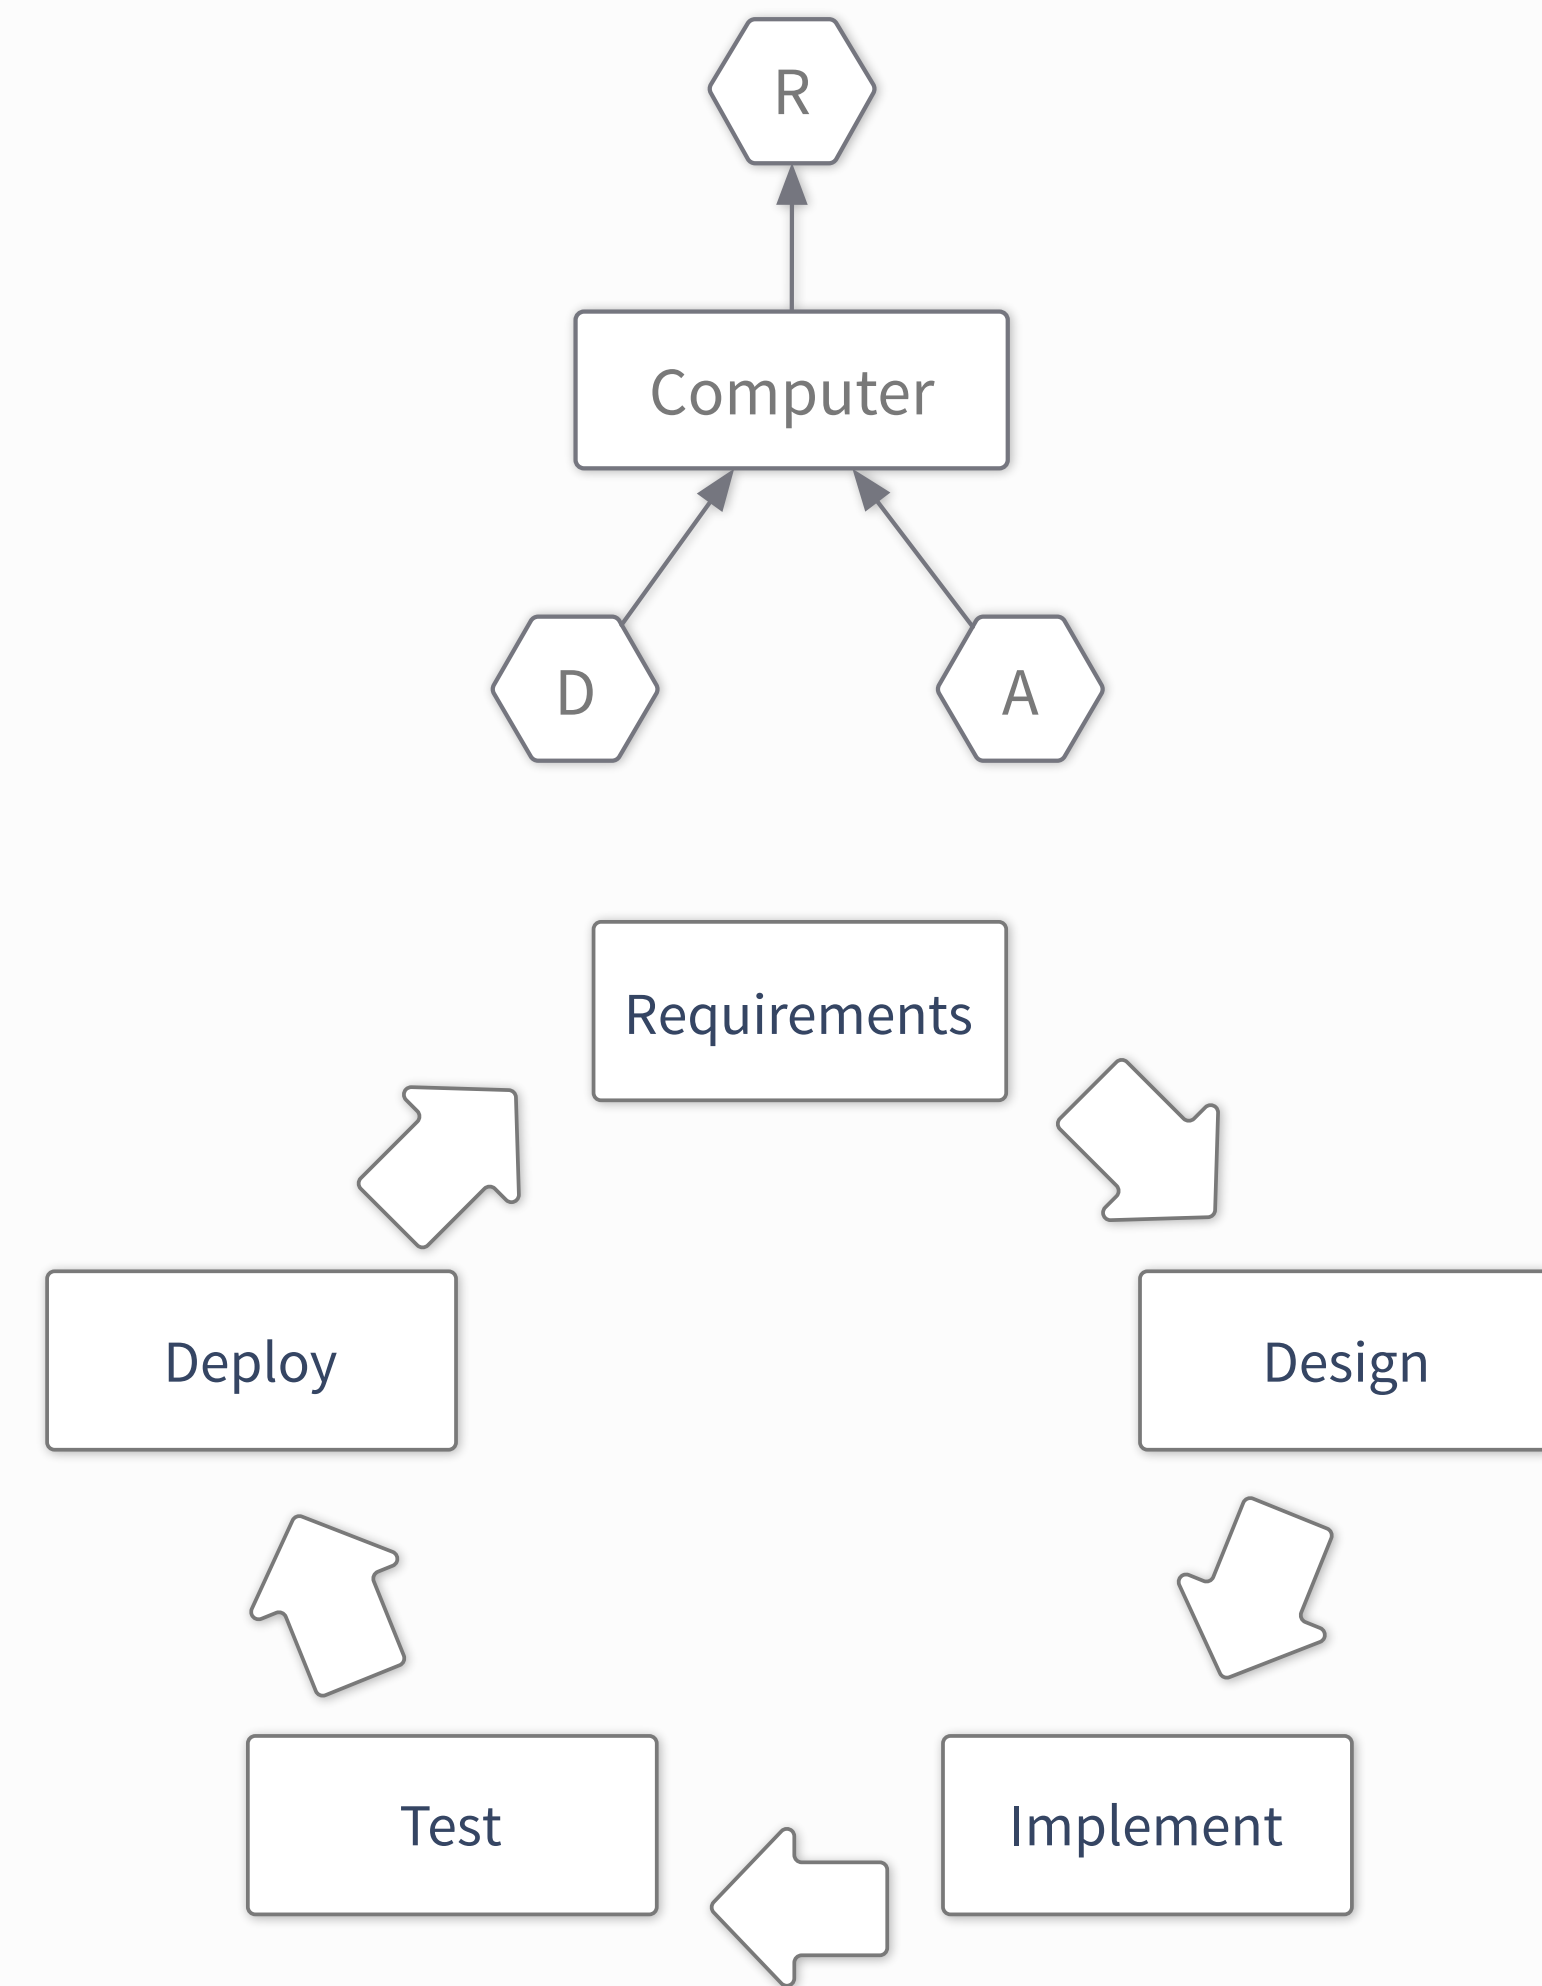 R
Computer
D
A
Requirements
Deploy
Design
Test
Implement